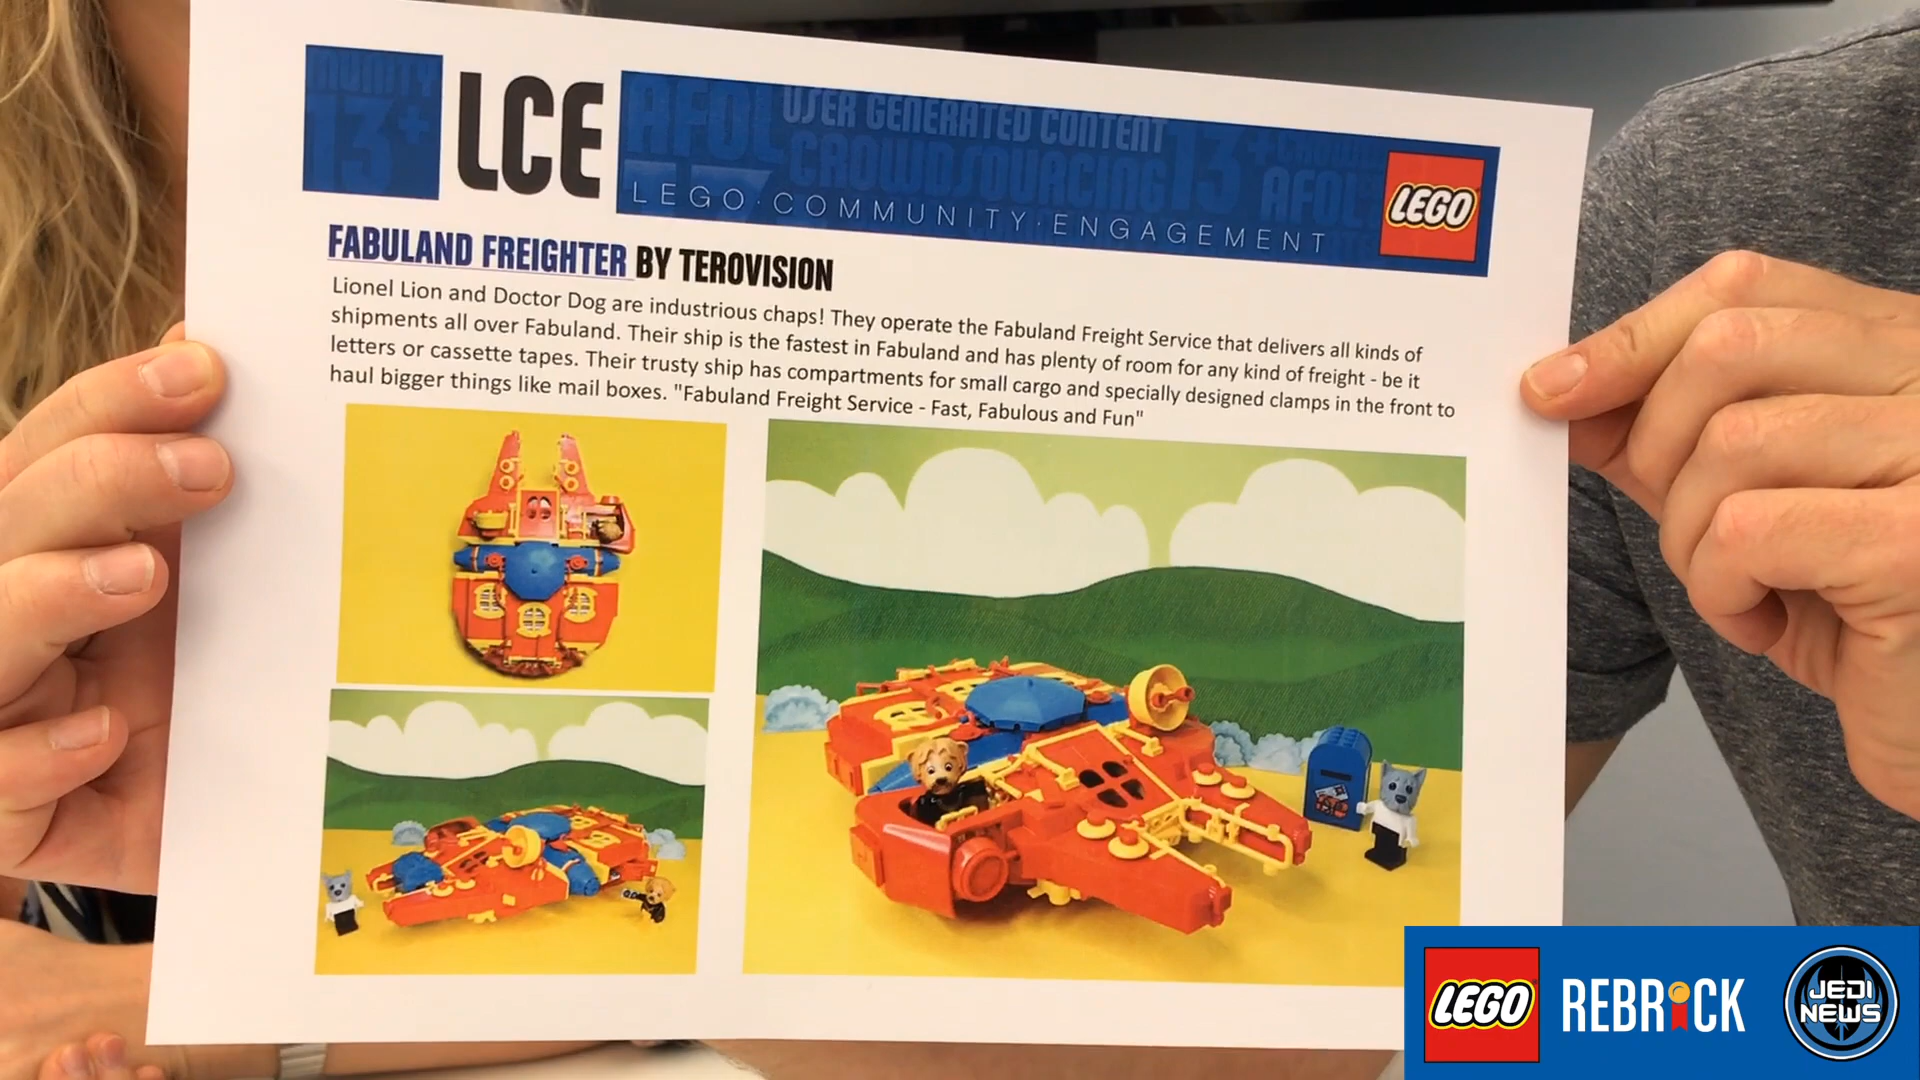 NUNITY
13+
LCE
AFOL
USER GENERATED CONTENT
CROWDSOURCING
13+
AFOL
LEGO·COMMUNITY·ENGAGEMENT
LEGO
FABULAND FREIGHTER BY TEROVISION
Lionel Lion and Doctor Dog are industrious chaps! They operate the Fabuland Freight Service that delivers all kinds of
shipments all over Fabuland. Their ship is the fastest in Fabuland and has plenty of room for any kind of freight - be it
letters or cassette tapes. Their trusty ship has compartments for small cargo and specially designed clamps in the front to
haul bigger things like mail boxes. "Fabuland Freight Service - Fast, Fabulous and Fun"
LEGO
REBRICK
JEDI
NEWS